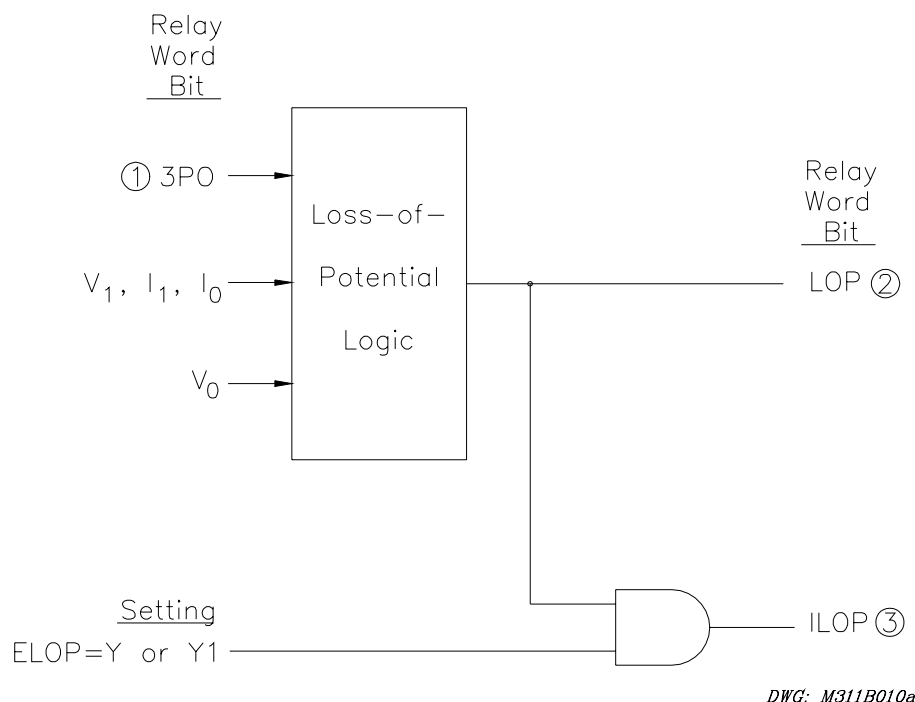 Relay
Word
Bit
① 3PO
Loss-of-
Potential
Logic
V1, I1, I0
V0
Relay
Word
Bit
LOP ②
Setting
ELOP=Y or Y1
ILOP ③
DWG: M311B010a